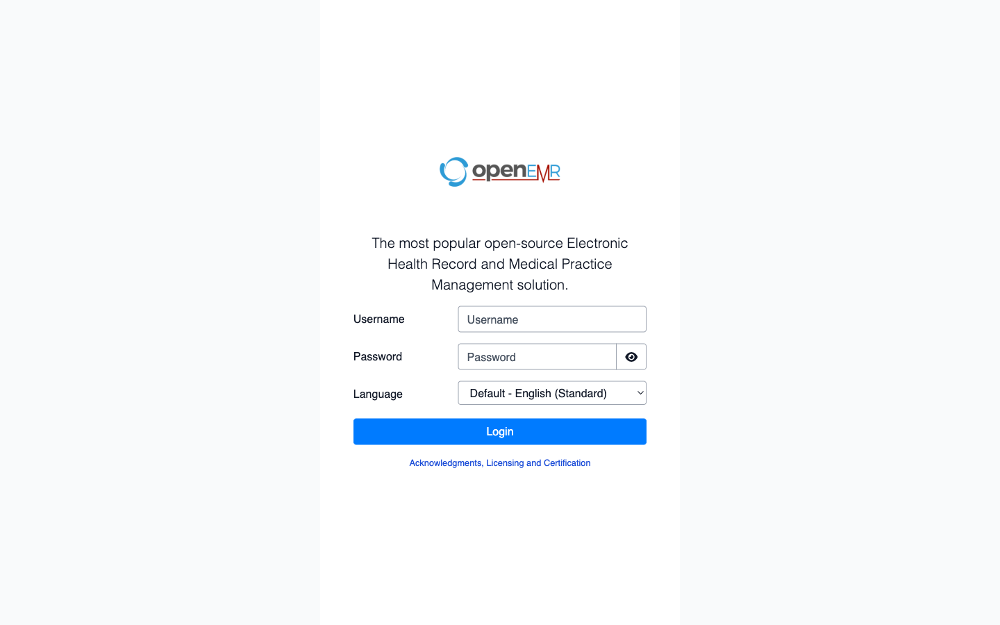 openEMR
The most popular open-source Electronic
Health Record and Medical Practice
Management solution.
Username
Username
Password
Password
Language
Default - English (Standard)
Login
Acknowledgments, Licensing and Certification